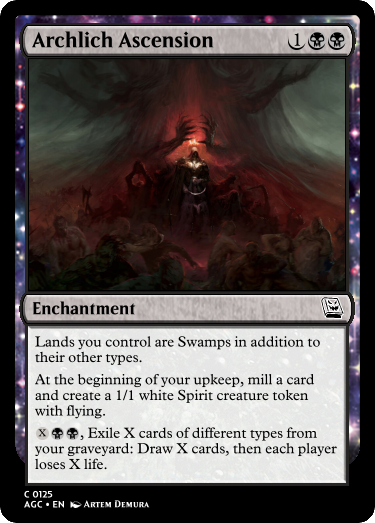 Archlich Ascension 1
Enchantment
Lands you control are Swamps in addition to
their other types.
At the beginning of your upkeep, mill a card
and create a 1/1 white Spirit creature token
with flying.
X, Exile X cards of different types from
your graveyard: Draw X cards, then each player
loses X life.
C 0125
AGC • EN Artem Demura